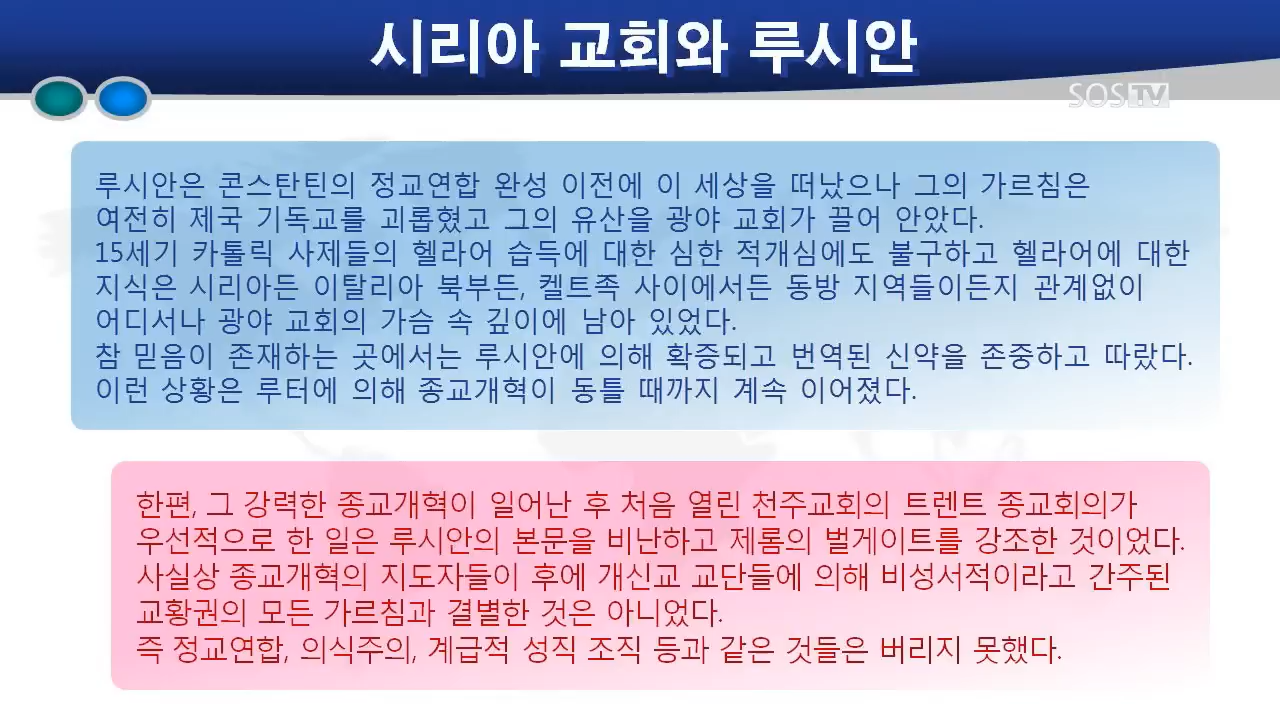 시리아 교회와 루시안
SOSTV
루시안은 콘스탄틴의 정교연합 완성 이전에 이 세상을 떠났으나 그의 가르침은
여전히 제국 기독교를 괴롭혔고 그의 유산을 광야 교회가 끌어 안았다.
15세기 카톨릭 사제들의 헬라어 습득에 대한 심한 적개심에도 불구하고 헬라어에 대한
지식은 시리아든 이탈리아 북부든, 켈트족 사이에서든 동방 지역들이든지 관계없이
어디서나 광야 교회의 가슴 속 깊이에 남아 있었다.
참 믿음이 존재하는 곳에서는 루시안에 의해 확증되고 번역된 신약을 존중하고 따랐다.
이런 상황은 루터에 의해 종교개혁이 동틀 때까지 계속 이어졌다.
한편, 그 강력한 종교개혁이 일어난 후 처음 열린 천주교회의 트렌트 종교회의가
우선적으로 한 일은 루시안의 본문을 비난하고 제롬의 벌게이트를 강조한 것이었다.
사실상 종교개혁의 지도자들이 후에 개신교 교단들에 의해 비성서적이라고 간주된
교황권의 모든 가르침과 결별한 것은 아니었다.
즉 정교연합, 의식주의, 계급적 성직 조직 등과 같은 것들은 버리지 못했다.